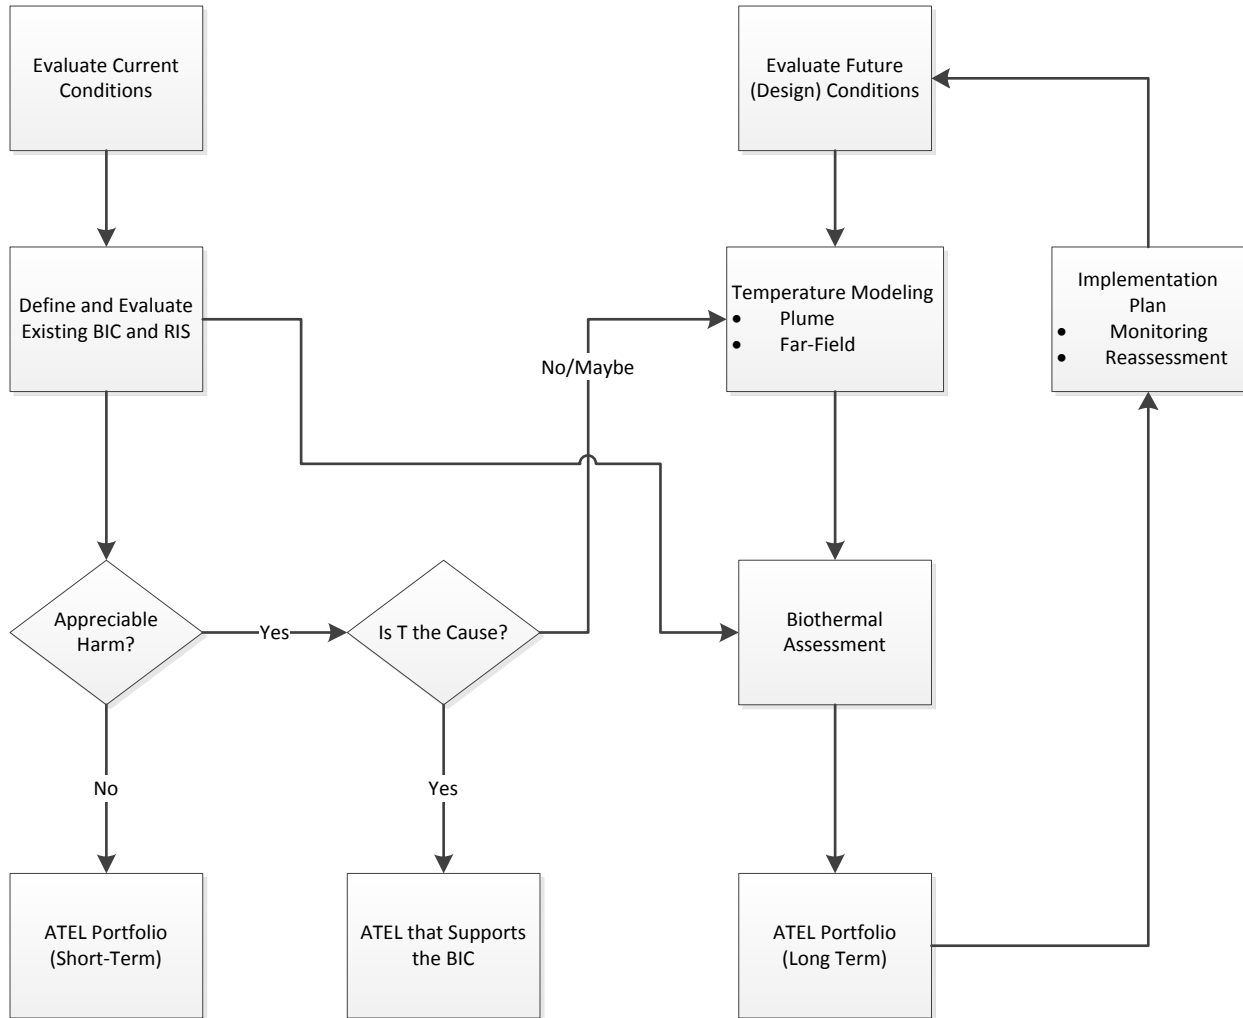 Evaluate Current
Conditions
Evaluate Future
(Design) Conditions
Define and Evaluate
Existing BIC and RIS
Temperature Modeling
• Plume
• Far-Field
Implementation
Plan
• Monitoring
• Reassessment
No/Maybe
Appreciable
Harm?
Yes
Is T the Cause?
Biothermal
Assessment
No
Yes
ATEL Portfolio
(Short-Term)
ATEL that Supports
the BIC
ATEL Portfolio
(Long Term)